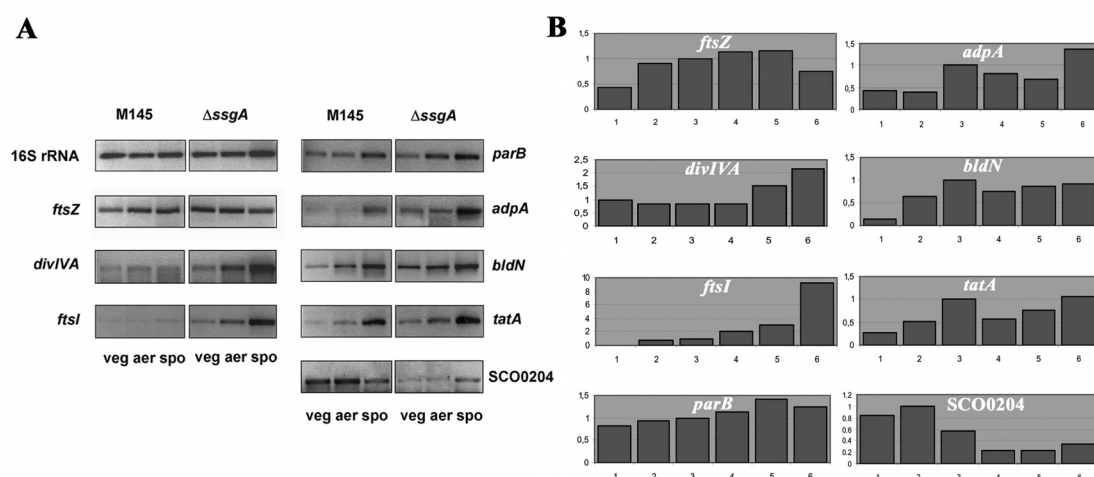 A
M145 ΔssgA
16S rRNA
ftsZ
divIVA
ftsI
veg aer spo veg aer spo
M145 ΔssgA
parB
adpA
bldN
tatA
SCO0204
veg aer spo veg aer spo
B
ftsZ
1,5
1
0,5
0
1 2 3 4 5 6
adpA
1,5
1
0,5
0
1 2 3 4 5 6
divIVA
2,5
2
1,5
1
0,5
0
1 2 3 4 5 6
bldN
1,5
1
0,5
0
1 2 3 4 5 6
ftsI
10
8
6
4
2
0
1 2 3 4 5 6
tatA
1,5
1
0,5
0
1 2 3 4 5 6
parB
1,5
1
0,5
0
1 2 3 4 5 6
SCO0204
1.2
1
0.8
0.6
0.4
0.2
0
1 2 3 4 5 6